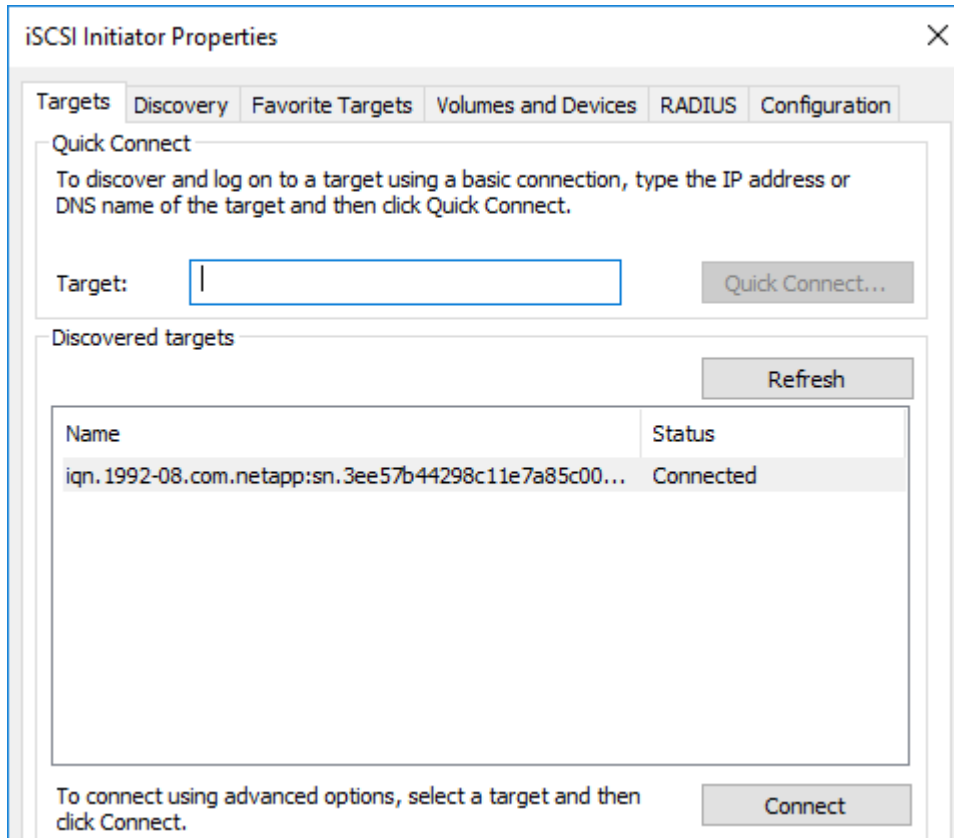 iSCSI Initiator Properties
Targets Discovery Favorite Targets Volumes and Devices RADIUS Configuration
Quick Connect
To discover and log on to a target using a basic connection, type the IP address or
DNS name of the target and then click Quick Connect.
Target:
Quick Connect...
Discovered targets
Refresh
Name Status
iqn.1992-08.com.netapp:sn.3ee57b44298c11e7a85c00... Connected
To connect using advanced options, select a target and then
click Connect.
Connect